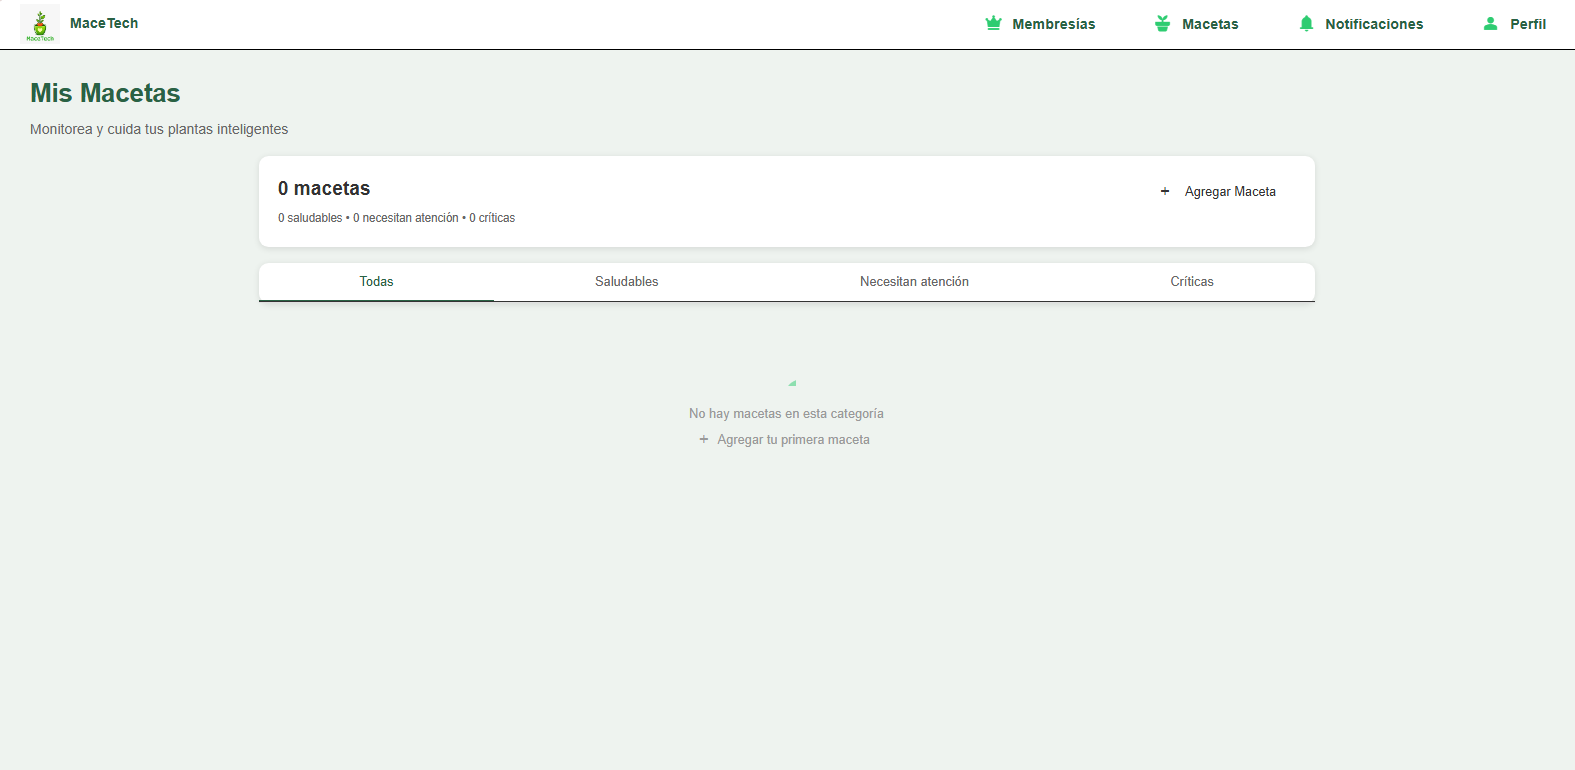 MaceTech
MaceTech
Membresías
Macetas
Notificaciones
Perfil
Mis Macetas
Monitorea y cuida tus plantas inteligentes
0 macetas
+ Agregar Maceta
0 saludables • 0 necesitan atención • 0 críticas
Todas
Saludables
Necesitan atención
Críticas
No hay macetas en esta categoría
+ Agregar tu primera maceta